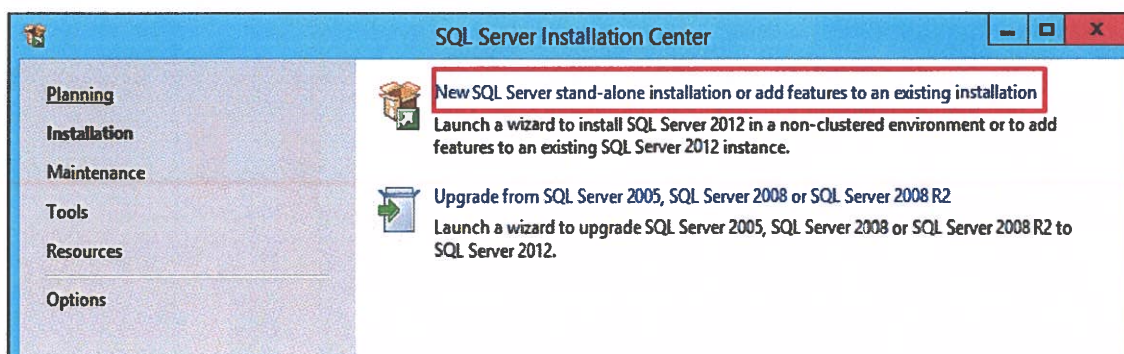 SQL Server Installation Center
Planning
Installation
Maintenance
Tools
Resources
Options
New SQL Server stand-alone installation or add features to an existing installation
Launch a wizard to install SQL Server 2012 in a non-clustered environment or to add
features to an existing SQL Server 2012 instance.
Upgrade from SQL Server 2005, SQL Server 2008 or SQL Server 2008 R2
Launch a wizard to upgrade SQL Server 2005, SQL Server 2008 or SQL Server 2008 R2 to
SQL Server 2012.